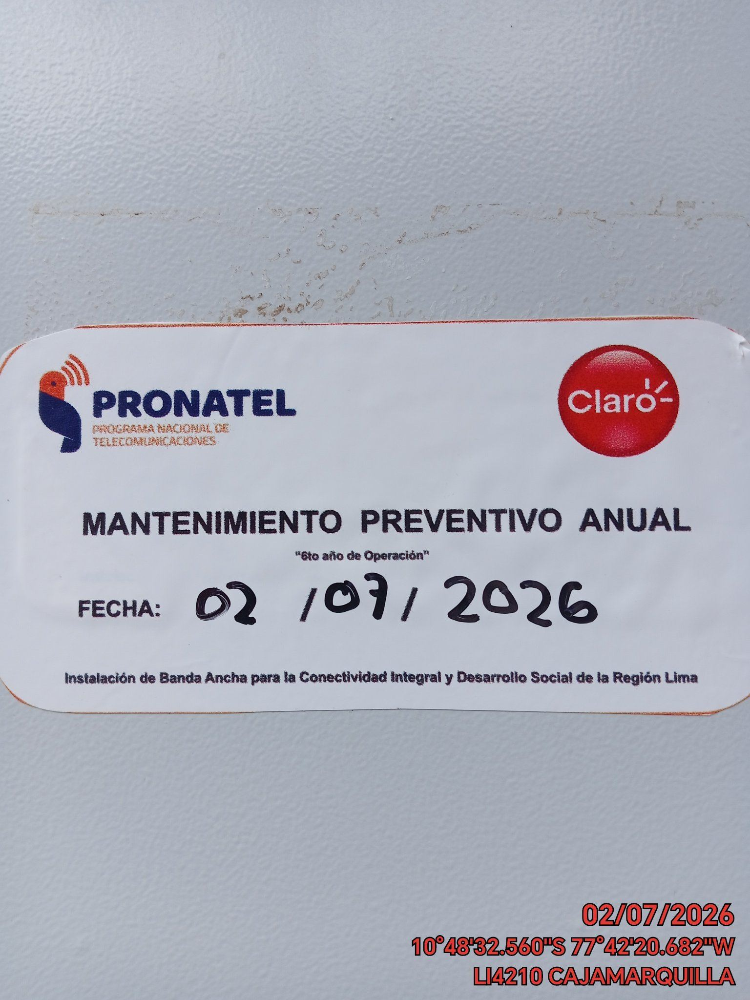 PRONATEL
PROGRAMA NACIONAL DE
TELECOMUNICACIONES
Claro
MANTENIMIENTO PREVENTIVO ANUAL
“6to año de Operación”
FECHA: 02 / 07 / 2026
Instalación de Banda Ancha para la Conectividad Integral y Desarrollo Social de la Región Lima
02/07/2026
10°48'32.560"S 77°42'20.682"W
LI4210 CAJAMARQUILLA